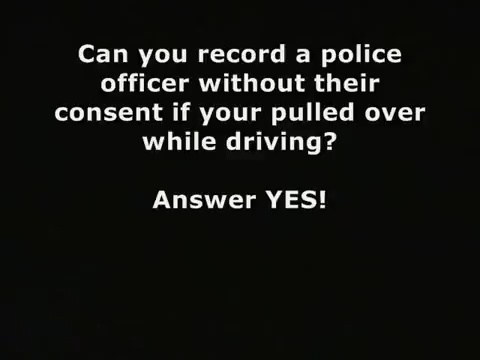 Can you record a police
officer without their
consent if your pulled over
while driving?
Answer YES!